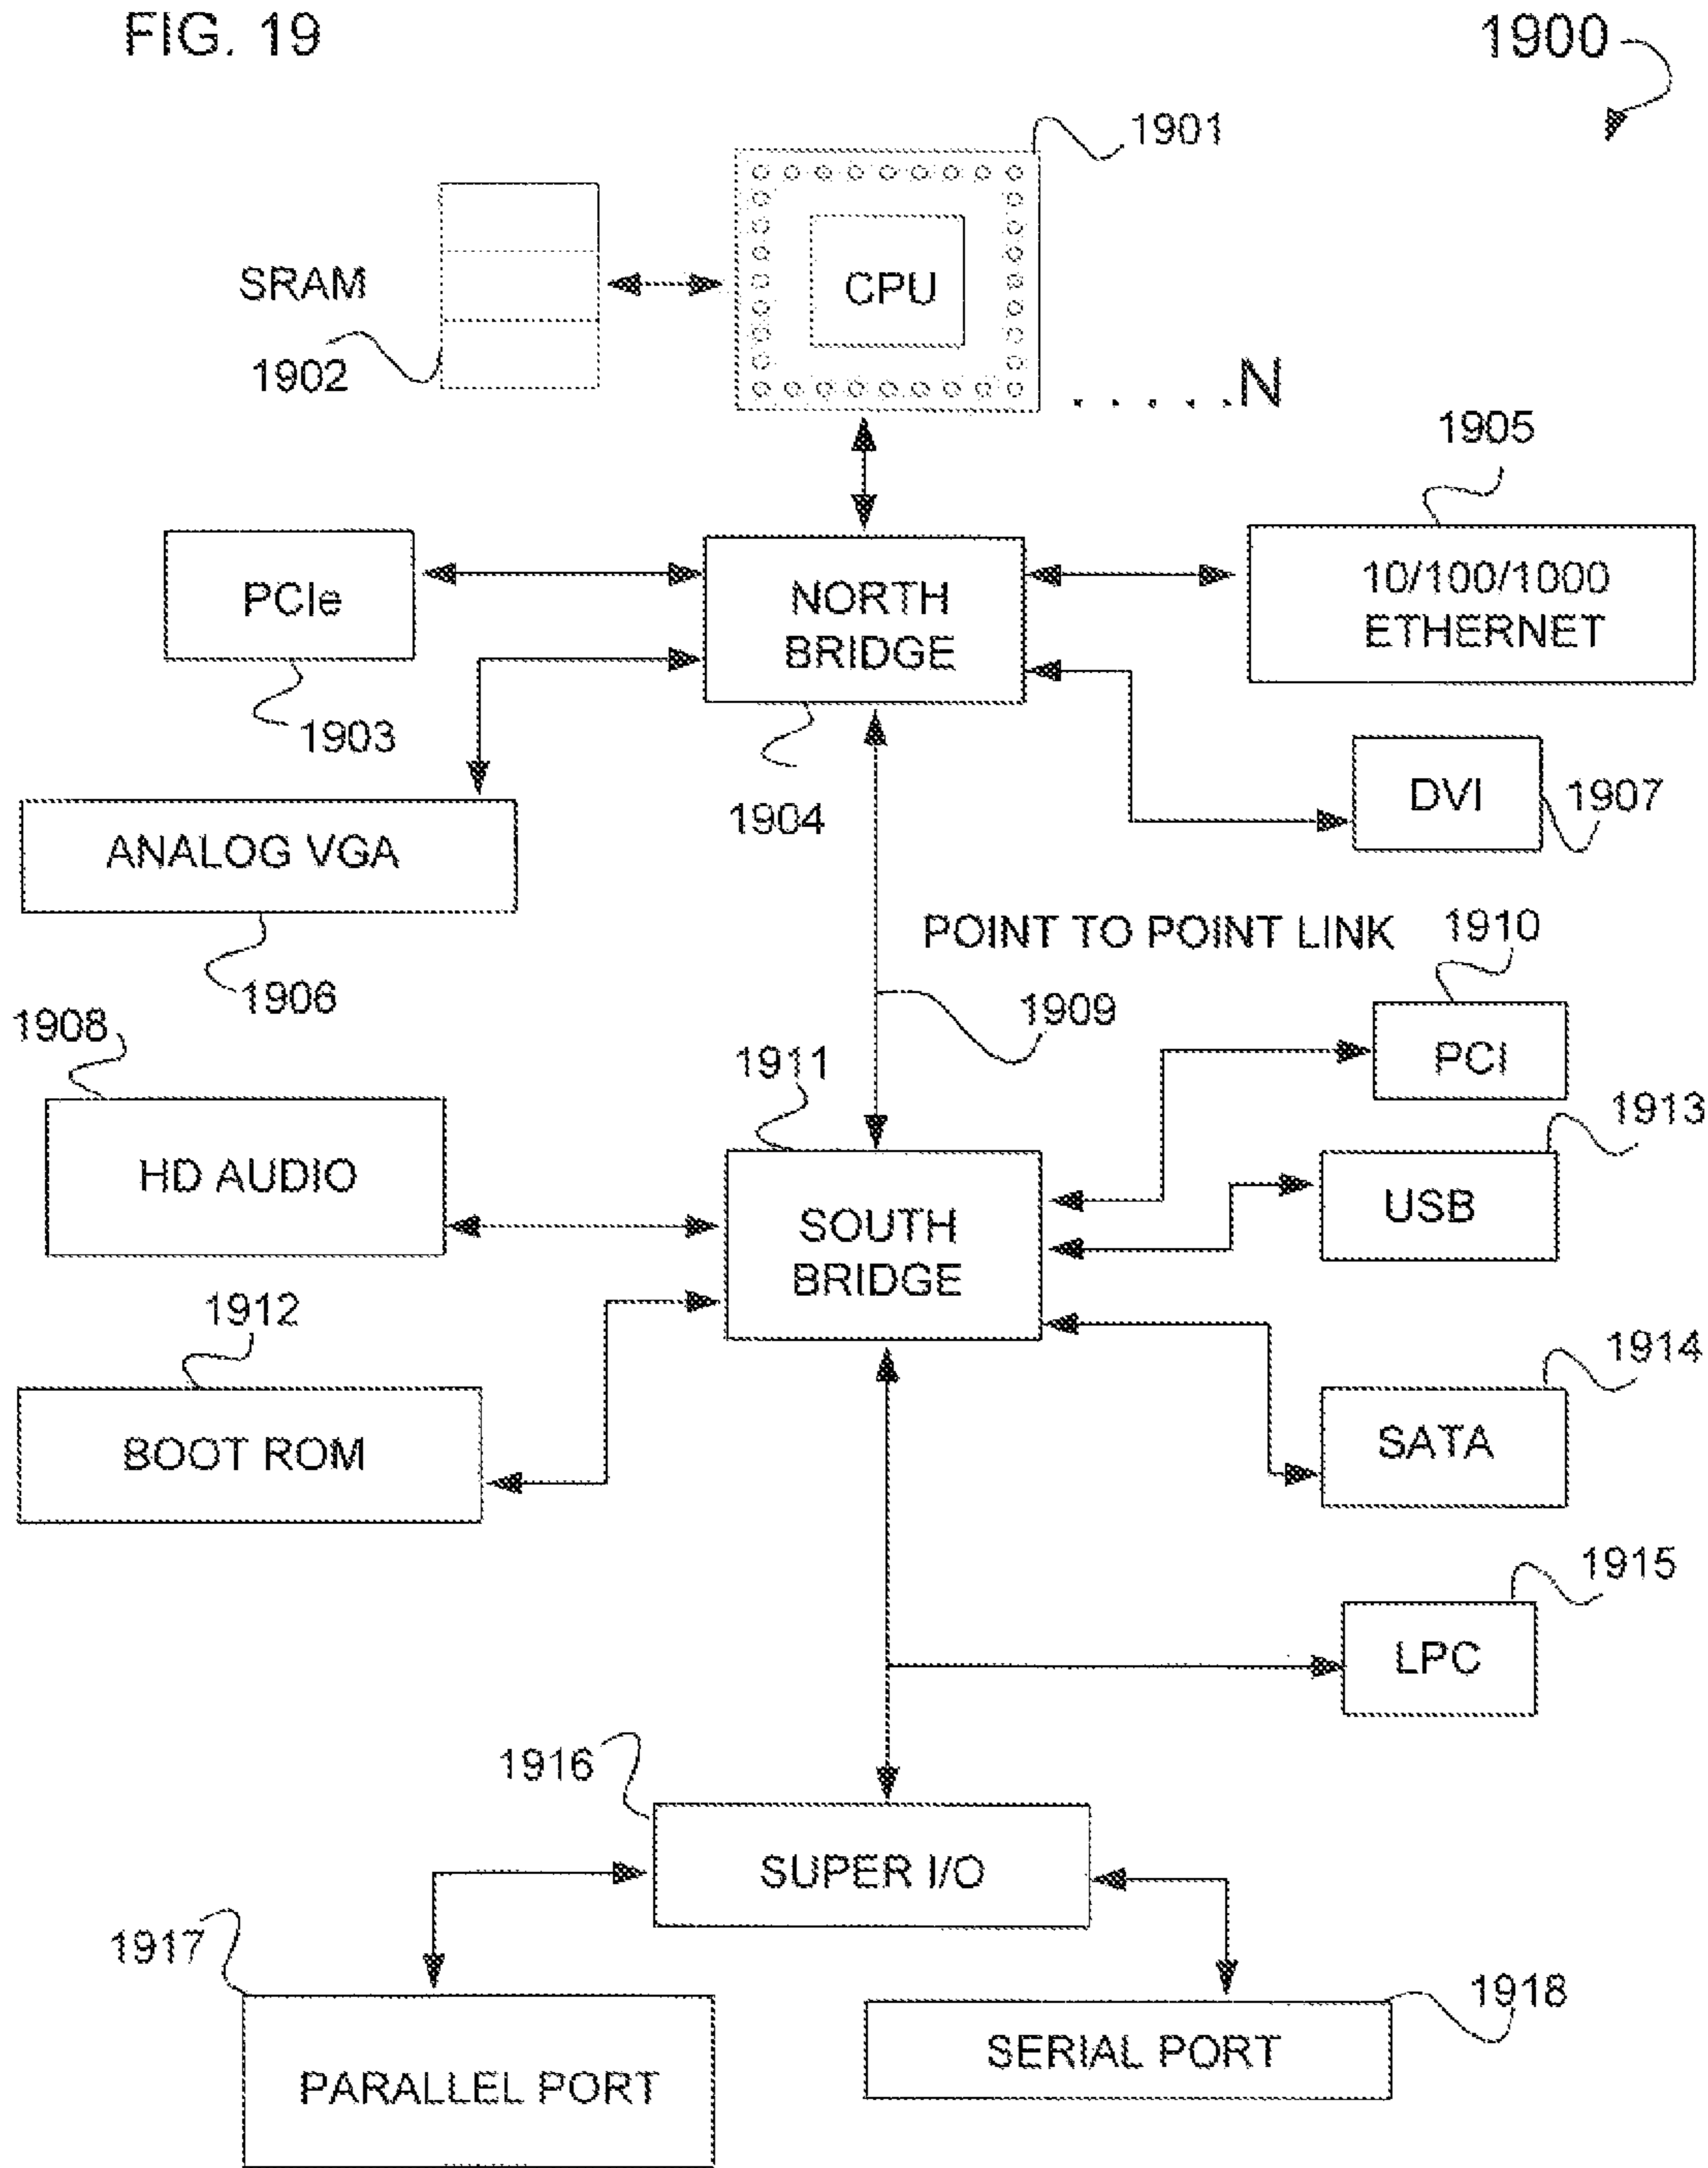 FIG. 19
1900
1901
SRAM
CPU
1902
. . . . . N
1905
PCIe
NORTH
BRIDGE
10/100/1000
ETHERNET
1903
1904
DVI
1907
ANALOG VGA
1906
POINT TO POINT LINK
1910
1909
1908
1911
PCI
1913
HD AUDIO
SOUTH
BRIDGE
USB
1912
1914
BOOT ROM
SATA
1915
LPC
1916
SUPER I/O
1917
1918
PARALLEL PORT
SERIAL PORT